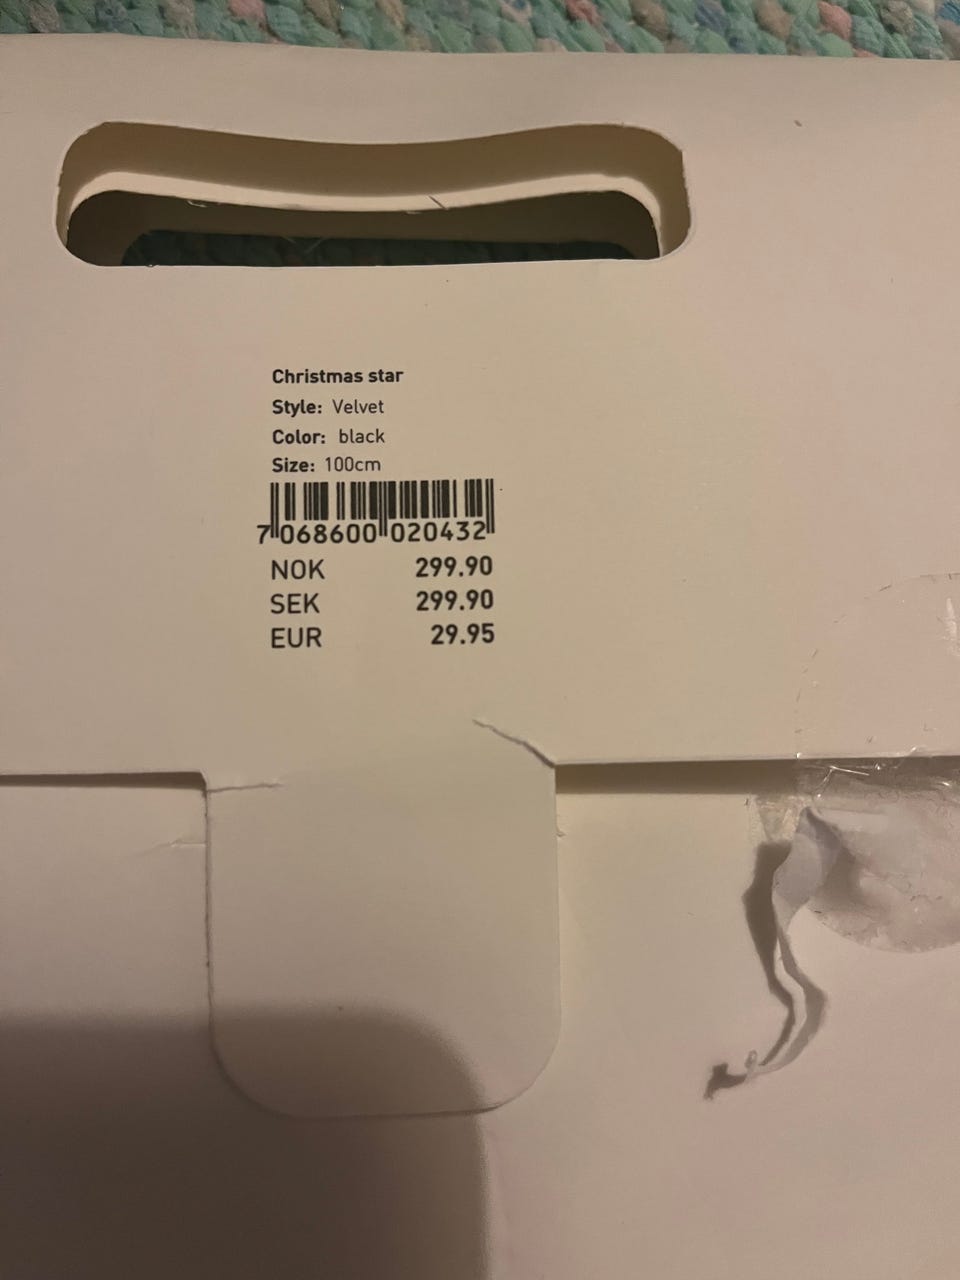 Christmas star
Style: Velvet
Color: black
Size: 100cm
7 068600 020432
NOK 299.90
SEK 299.90
EUR 29.95